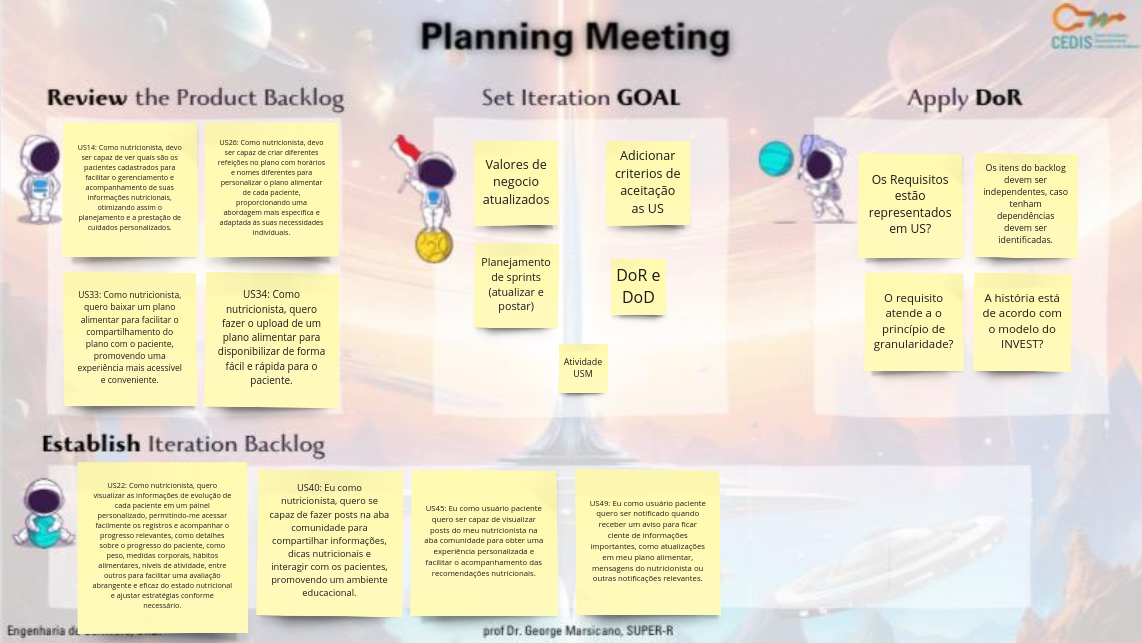 Planning Meeting
CEDIS
Review the Product Backlog
US14: Como nutricionista, devo
ser capaz de ver quais são os
pacientes cadastrados para
facilitar o gerenciamento e
acompanhamento de suas
informações nutricionais,
otimizando assim o
planejamento e a prestação de
cuidados personalizados.
US26: Como nutricionista, devo
ser capaz de criar diferentes
refeições no plano com horários
e nomes diferentes para
personalizar o plano alimentar
de cada paciente,
proporcionando uma
abordagem mais específica e
adaptada às suas necessidades
individuais.
US33: Como nutricionista,
quero baixar um plano
alimentar para facilitar o
compartilhamento do
plano com o paciente,
promovendo uma
experiência mais acessível
e conveniente.
US34: Como
nutricionista, quero
fazer o upload de um
plano alimentar para
disponibilizar de forma
fácil e rápida para o
paciente.
Set Iteration GOAL
Valores de
negocio
atualizados
Adicionar
criterios de
aceitação
as US
Planejamento
de sprints
(atualizar e
postar)
DoR e
DoD
Atividade
USM
Apply DoR
Os Requisitos
estão
representados
em US?
Os itens do backlog
devem ser
independentes, caso
tenham
dependências
devem ser
identificadas.
O requisito
atende a o
princípio de
granularidade?
A história está
de acordo com
o modelo do
INVEST?
Establish Iteration Backlog
US22: Como nutricionista, quero
visualizar as informações de evolução de
cada paciente em um painel
personalizado, permitindo-me acessar
facilmente os registros e acompanhar o
progresso relevantes, como detalhes
sobre o progresso do paciente, como
peso, medidas corporais, hábitos
alimentares, níveis de atividade, entre
outros para facilitar uma avaliação
abrangente e eficaz do estado nutricional
e ajustar estratégias conforme
necessário.
US40: Eu como
nutricionista, quero se
capaz de fazer posts na aba
comunidade para
compartilhar informações,
dicas nutricionais e
interagir com os pacientes,
promovendo um ambiente
educacional.
US45: Eu como usuário paciente
quero ser capaz de visualizar
posts do meu nutricionista na
aba comunidade para obter uma
experiência personalizada e
facilitar o acompanhamento das
recomendações nutricionais.
US49: Eu como usuário paciente
quero ser notificado quando
receber um aviso para ficar
ciente de informações
importantes, como atualizações
em meu plano alimentar,
mensagens do nutricionista ou
outras notificações relevantes.
Engenharia de
prof Dr. George Marsicano, SUPER-R